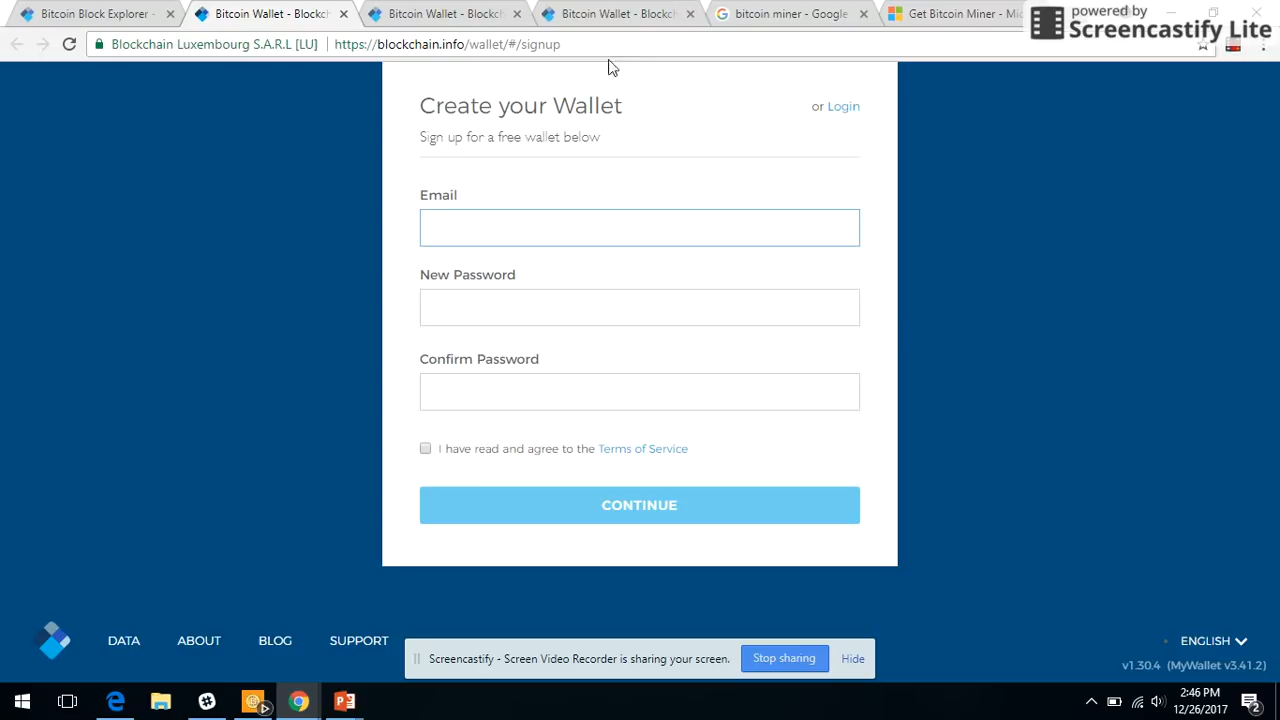 Bitcoin Block Explorer -
Bitcoin Wallet - Blockc
Bitcoin Wallet - Blockch
Bitcoin Wallet - Blockch
bitcoin miner - Google
Get Bitcoin Miner - Mic
powered by
Screencastify Lite
Blockchain Luxembourg S.A.R.L [LU]
https://blockchain.info/wallet/#/signup
Create your Wallet
or Login
Sign up for a free wallet below
Email
New Password
Confirm Password
I have read and agree to the Terms of Service
CONTINUE
DATA ABOUT BLOG SUPPORT
ENGLISH
v1.30.4 (MyWallet v3.41.2)
Screencastify - Screen Video Recorder is sharing your screen.
Stop sharing
Hide
2:46 PM
12/26/2017
2